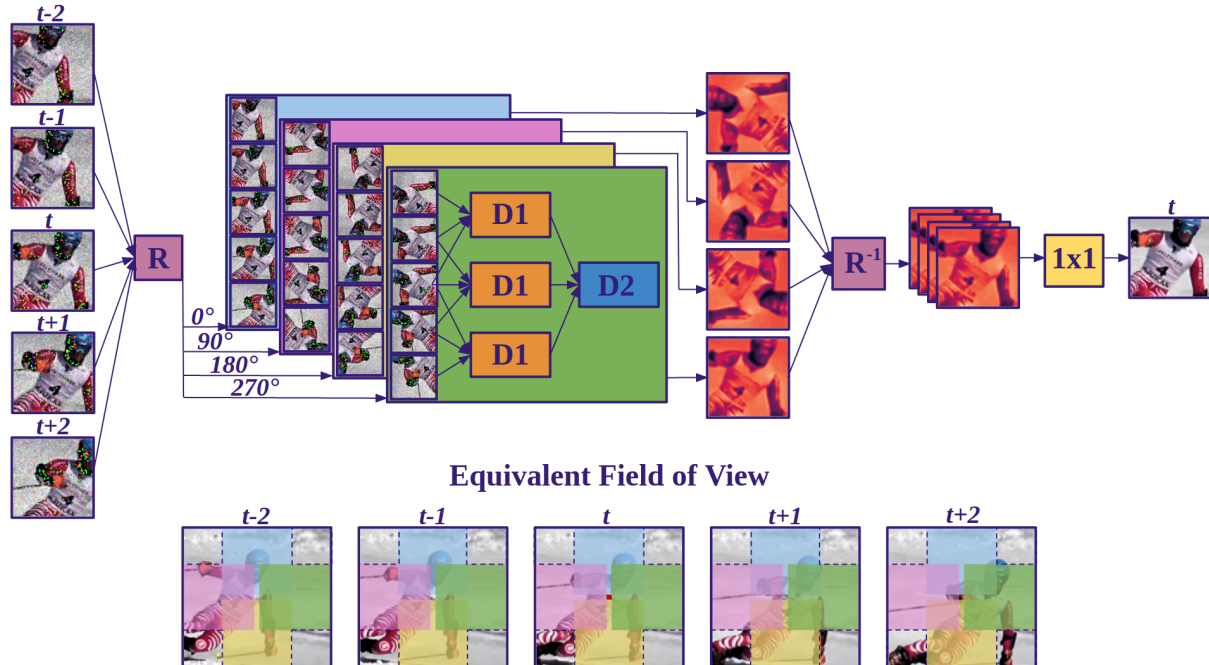 t-2
t-1
t
t+1
t+2
R
0°
90°
180°
270°
D1
D1
D1
D2
R-1
1x1
t
Equivalent Field of View
t-2
t-1
t
t+1
t+2